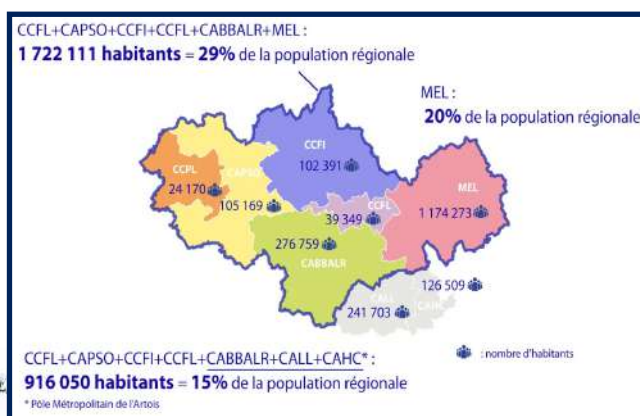 CCFL+CAPSO+CCFI+CCFL+CABBALR+MEL :
1 722 111 habitants = 29% de la population régionale
MEL :
20% de la population régionale
CCFI
102 391
CCPL
24 170
CAPSO
105 169
CCFL
39 349
MEL
1 174 273
276 759
CABBALR
126 509
CALL
CAHC
241 703
CCFL+CAPSO+CCFI+CCFL+CABBALR+CALL+CAHC* :
916 050 habitants = 15% de la population régionale
* Pôle Métropolitain de l'Artois
: nombre d'habitants